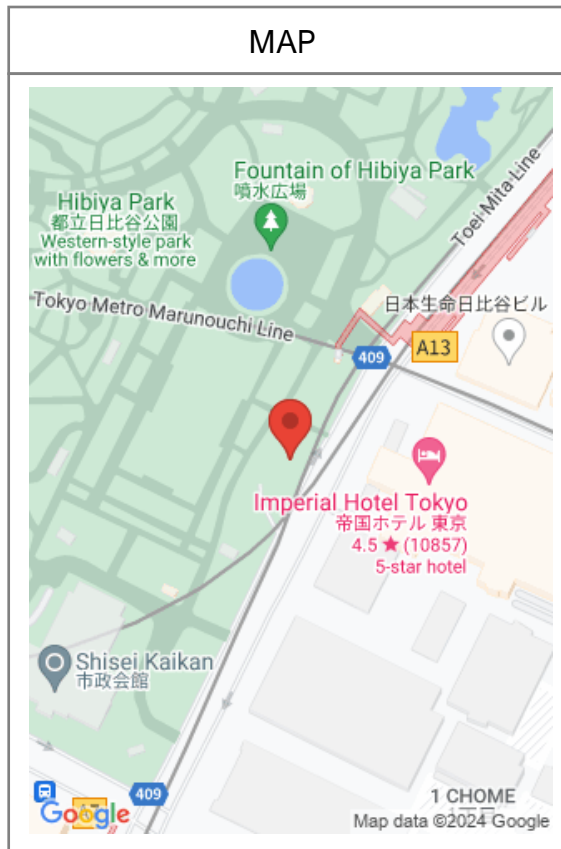 MAP
Fountain of Hibiya Park
噴水広場
Hibiya Park
都立日比谷公園
Western-style park
with flowers & more
Toei Mita Line
Tokyo Metro Marunouchi Line
日本生命日比谷ビル
409
A13
Imperial Hotel Tokyo
帝国ホテル 東京
4.5 ★ (10857)
5-star hotel
Shisei Kaikan
市政会館
409
Google
1 CHOME
Map data ©2024 Google